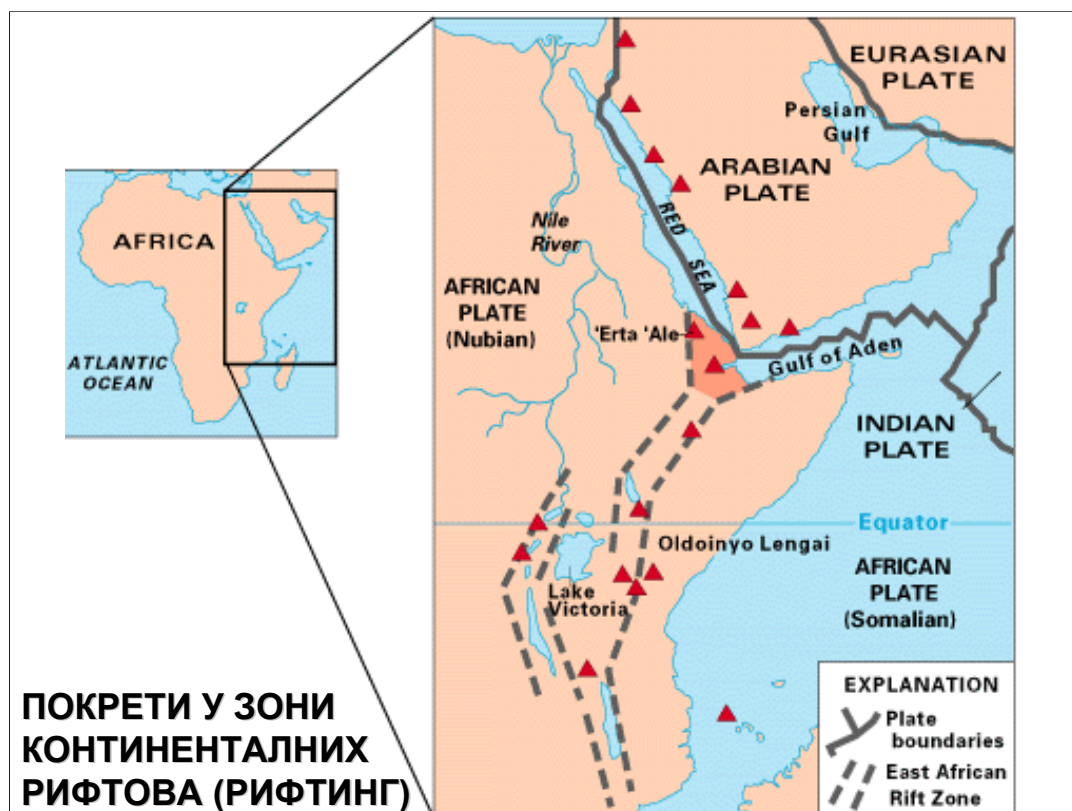 EURASIAN
PLATE
Persian
Gulf
ARABIAN
PLATE
RED
SEA
Nile
River
AFRICA
AFRICAN
PLATE
(Nubian)
'Erta 'Ale
Gulf of Aden
ATLANTIC
OCEAN
INDIAN
PLATE
Equator
Oldoinyo Lengai
AFRICAN
PLATE
(Somalian)
Lake
Victoria
EXPLANATION
Plate
boundaries
East African
Rift Zone
ПОКРЕТИ У ЗОНИ
КОНТИНЕНТАЛНИХ
РИФТОВА (РИФТИНГ)